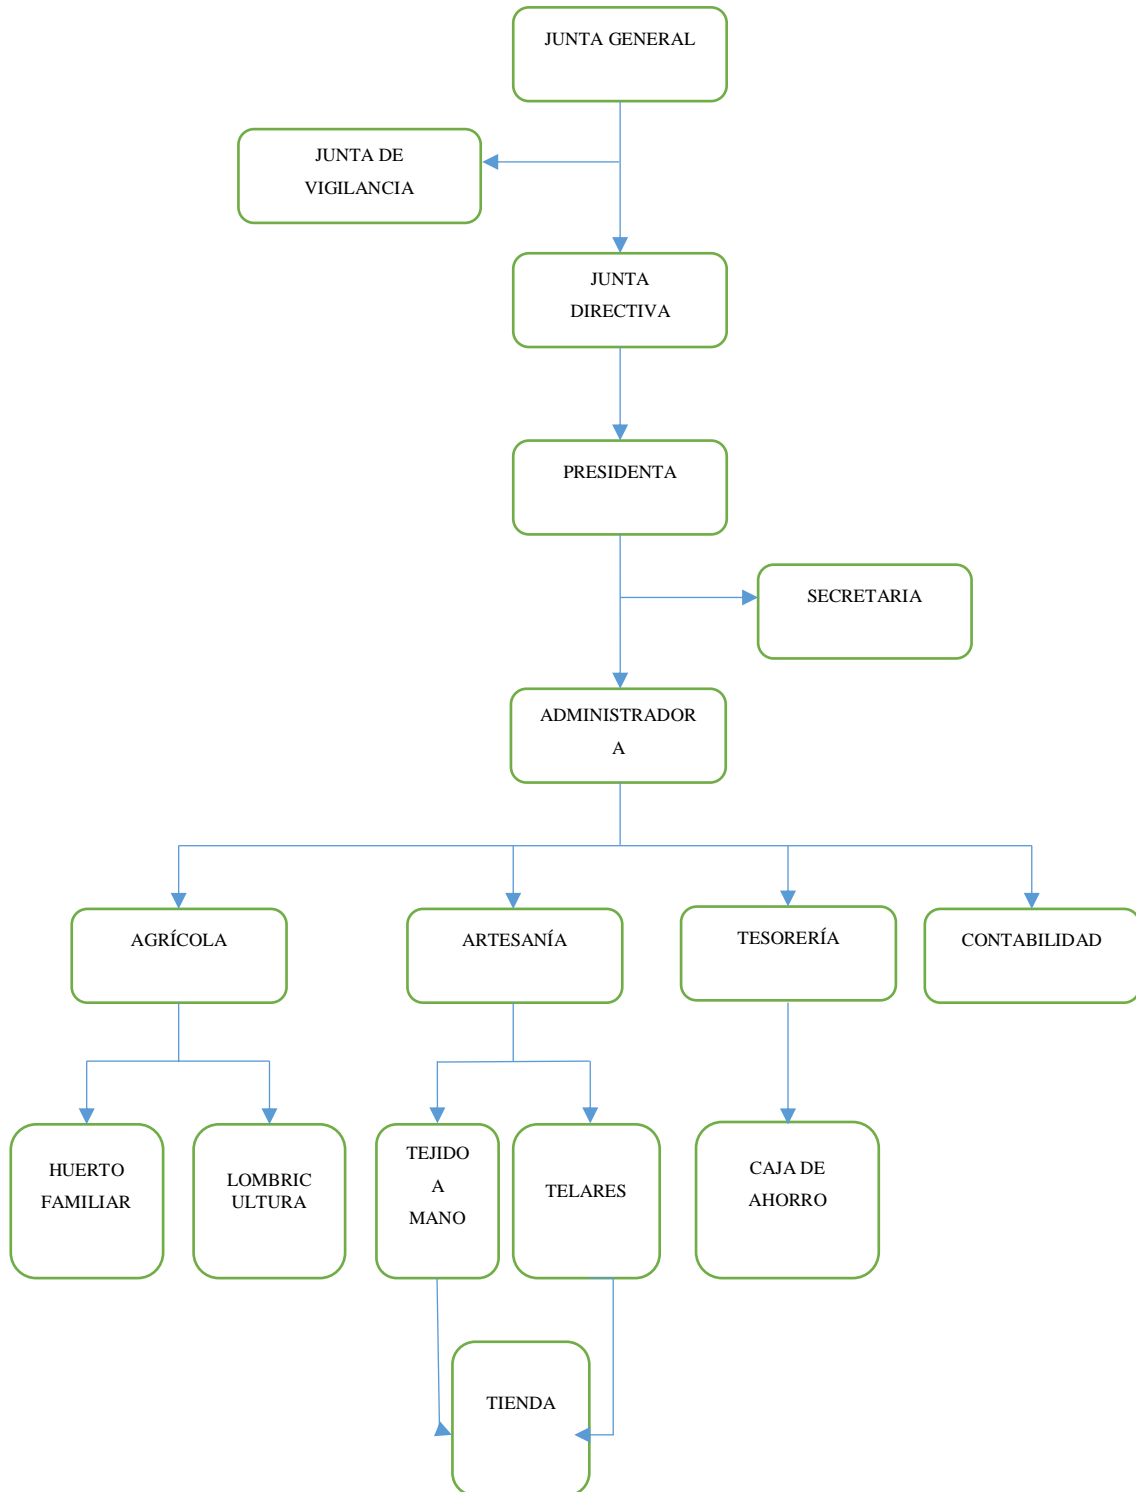 JUNTA GENERAL
JUNTA DE
VIGILANCIA
JUNTA
DIRECTIVA
PRESIDENTA
SECRETARIA
ADMINISTRADOR
A
AGRÍCOLA
ARTESANÍA
TESORERÍA
CONTABILIDAD
HUERTO
FAMILIAR
LOMBRIC
ULTURA
TEJIDO
A
MANO
TELARES
CAJA DE
AHORRO
TIENDA